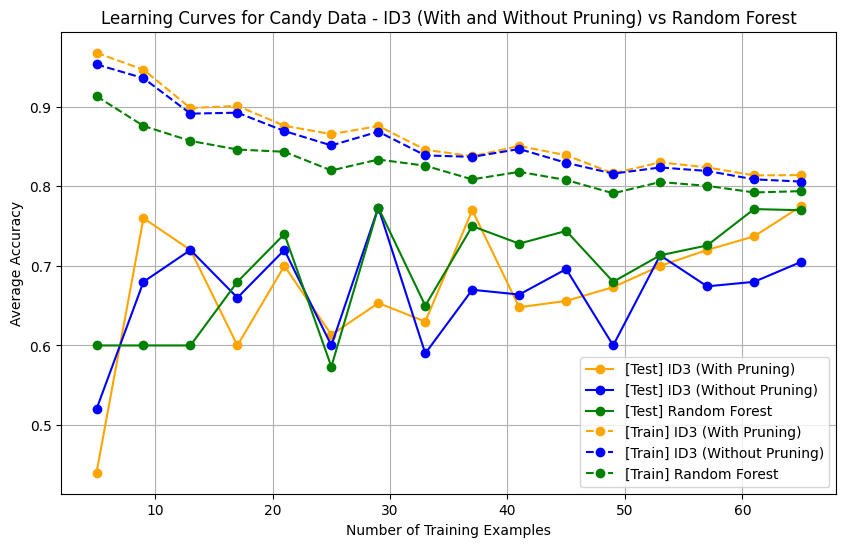 Learning Curves for Candy Data - ID3 (With and Without Pruning) vs Random Forest
Average Accuracy
0.9
0.8
0.7
0.6
0.5
[Test] ID3 (With Pruning)
[Test] ID3 (Without Pruning)
[Test] Random Forest
[Train] ID3 (With Pruning)
[Train] ID3 (Without Pruning)
[Train] Random Forest
10
20
30
40
50
60
Number of Training Examples